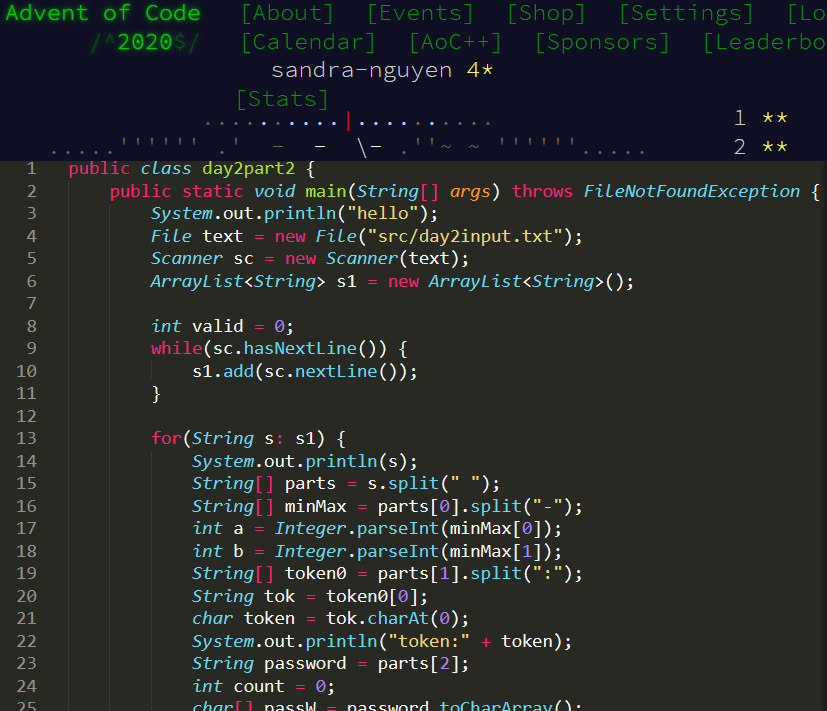 Advent of Code [About] [Events] [Shop] [Settings] [Lo
/^2020$/ [Calendar] [AoC++] [Sponsors] [Leaderbo
sandra-nguyen 4*
[Stats]
..........|.......... 1 **
.....'''''' .' _ _ \_ .''~ ~ ''''''..... 2 **
1 public class day2part2 {
2 public static void main(String[] args) throws FileNotFoundException {
3 System.out.println("hello");
4 File text = new File("src/day2input.txt");
5 Scanner sc = new Scanner(text);
6 ArrayList<String> s1 = new ArrayList<String>();
7
8 int valid = 0;
9 while(sc.hasNextLine()) {
10 s1.add(sc.nextLine());
11 }
12
13 for(String s: s1) {
14 System.out.println(s);
15 String[] parts = s.split(" ");
16 String[] minMax = parts[0].split("-");
17 int a = Integer.parseInt(minMax[0]);
18 int b = Integer.parseInt(minMax[1]);
19 String[] token0 = parts[1].split(":");
20 String tok = token0[0];
21 char token = tok.charAt(0);
22 System.out.println("token:" + token);
23 String password = parts[2];
24 int count = 0;
25 char[] passW = password.toCharArray();